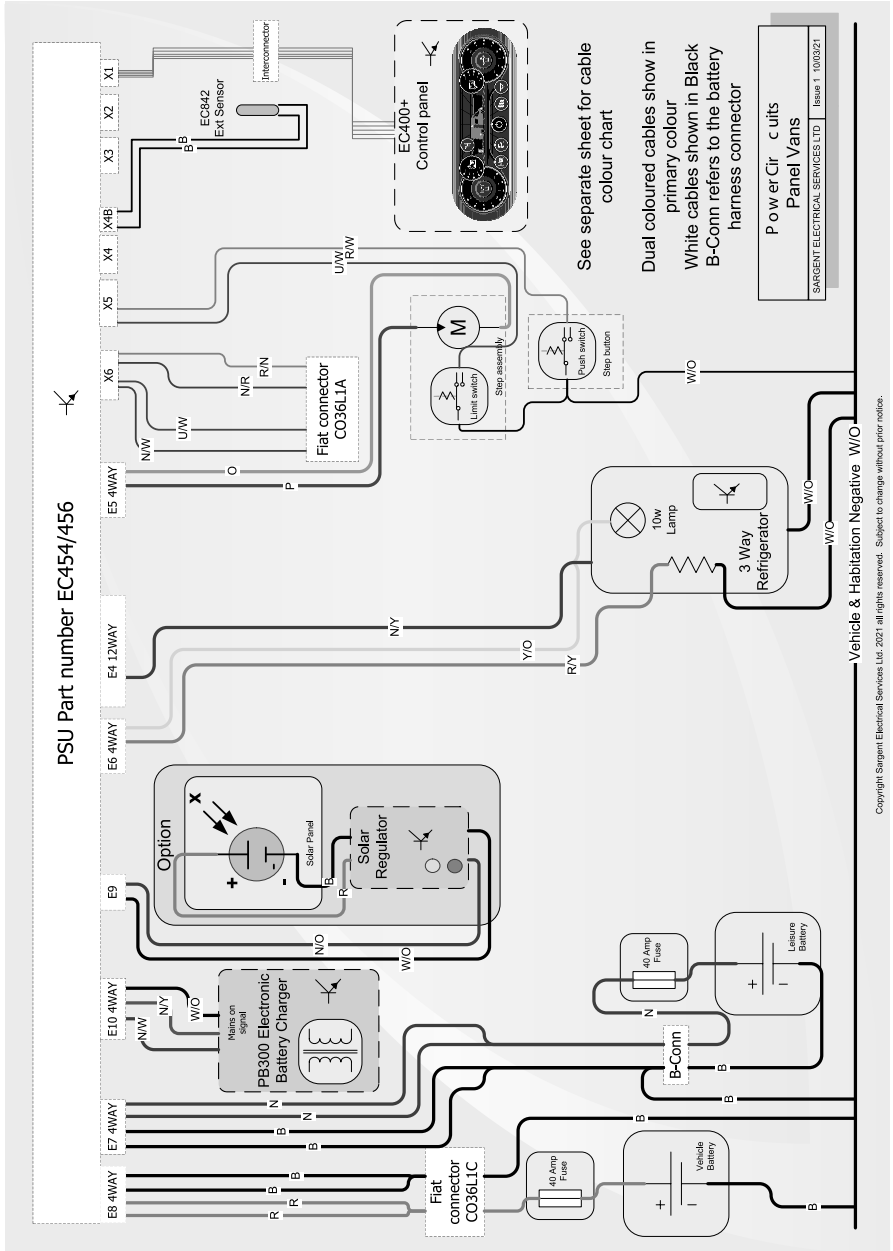 PSU Part number EC454/456
E8 4WAY
E7 4WAY
E10 4WAY
E9
E6 4WAY
E4 12WAY
E5 4WAY
X6
X5
X4
X4B
X3
X2
X1
R
R
B
B
B
B
N
N
N/W
N/Y
W/O
Mains on
signal
PB300 Electronic
Battery Charger
N/O
W/O
Option
X
+
-
Solar Panel
B
R
Solar
Regulator
R/Y
Y/O
N/Y
P
O
N/W
U/W
N/R
R/N
Fiat connector
CO36L1A
U/W
R/W
B
B
EC842
Ext Sensor
Interconnector
EC400+
Control panel
M
Limit switch
Step assembly
Push switch
Step button
W/O
10w
Lamp
3 Way
Refrigerator
W/O
W/O
Fiat
connector
CO36L1C
40 Amp
Fuse
+
-
Vehicle
Battery
B
B
B
B-Conn
B
N
40 Amp
Fuse
+
-
Leisure
Battery
See separate sheet for cable
colour chart
Dual coloured cables show in
primary colour
White cables shown in Black
B-Conn refers to the battery
harness connector
Power Cir cuits
Panel Vans
SARGENT ELECTRICAL SERVICES LTD
Issue 1 10/03/21
Vehicle & Habitation Negative W/O
Copyright Sargent Electrical Services Ltd. 2021 all rights reserved. Subject to change without prior notice.